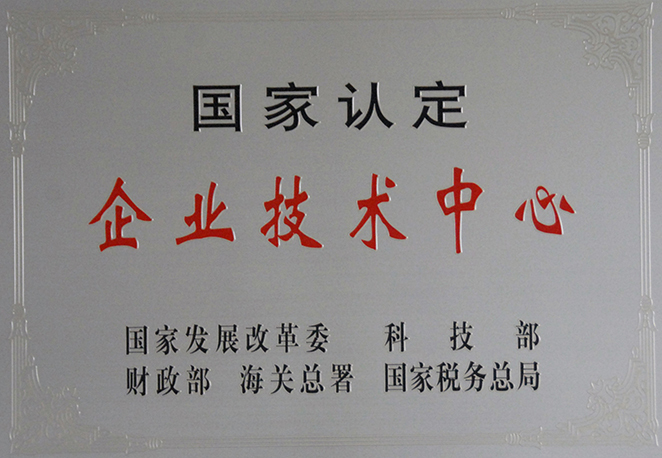 国家认定
企业技术中心
国家发展改革委 科技部
财政部 海关总署 国家税务总局